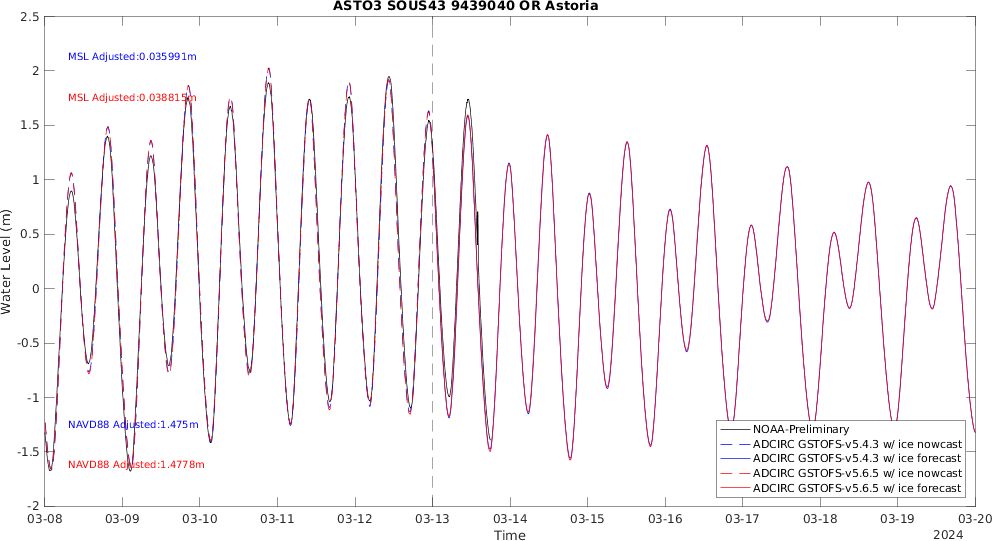 ASTO3 SOUS43 9439040 OR Astoria
2.5
2
1.5
1
0.5
0
-0.5
-1
-1.5
-2
Water Level (m)
MSL Adjusted:0.035991m
MSL Adjusted:0.038815m
NAVD88 Adjusted:1.475m
NAVD88 Adjusted:1.4778m
NOAA-Preliminary
ADCIRC GSTOFS-v5.4.3 w/ ice nowcast
ADCIRC GSTOFS-v5.4.3 w/ ice forecast
ADCIRC GSTOFS-v5.6.5 w/ ice nowcast
ADCIRC GSTOFS-v5.6.5 w/ ice forecast
03-08 03-09 03-10 03-11 03-12 03-13 03-14 03-15 03-16 03-17 03-18 03-19 03-20
Time
2024